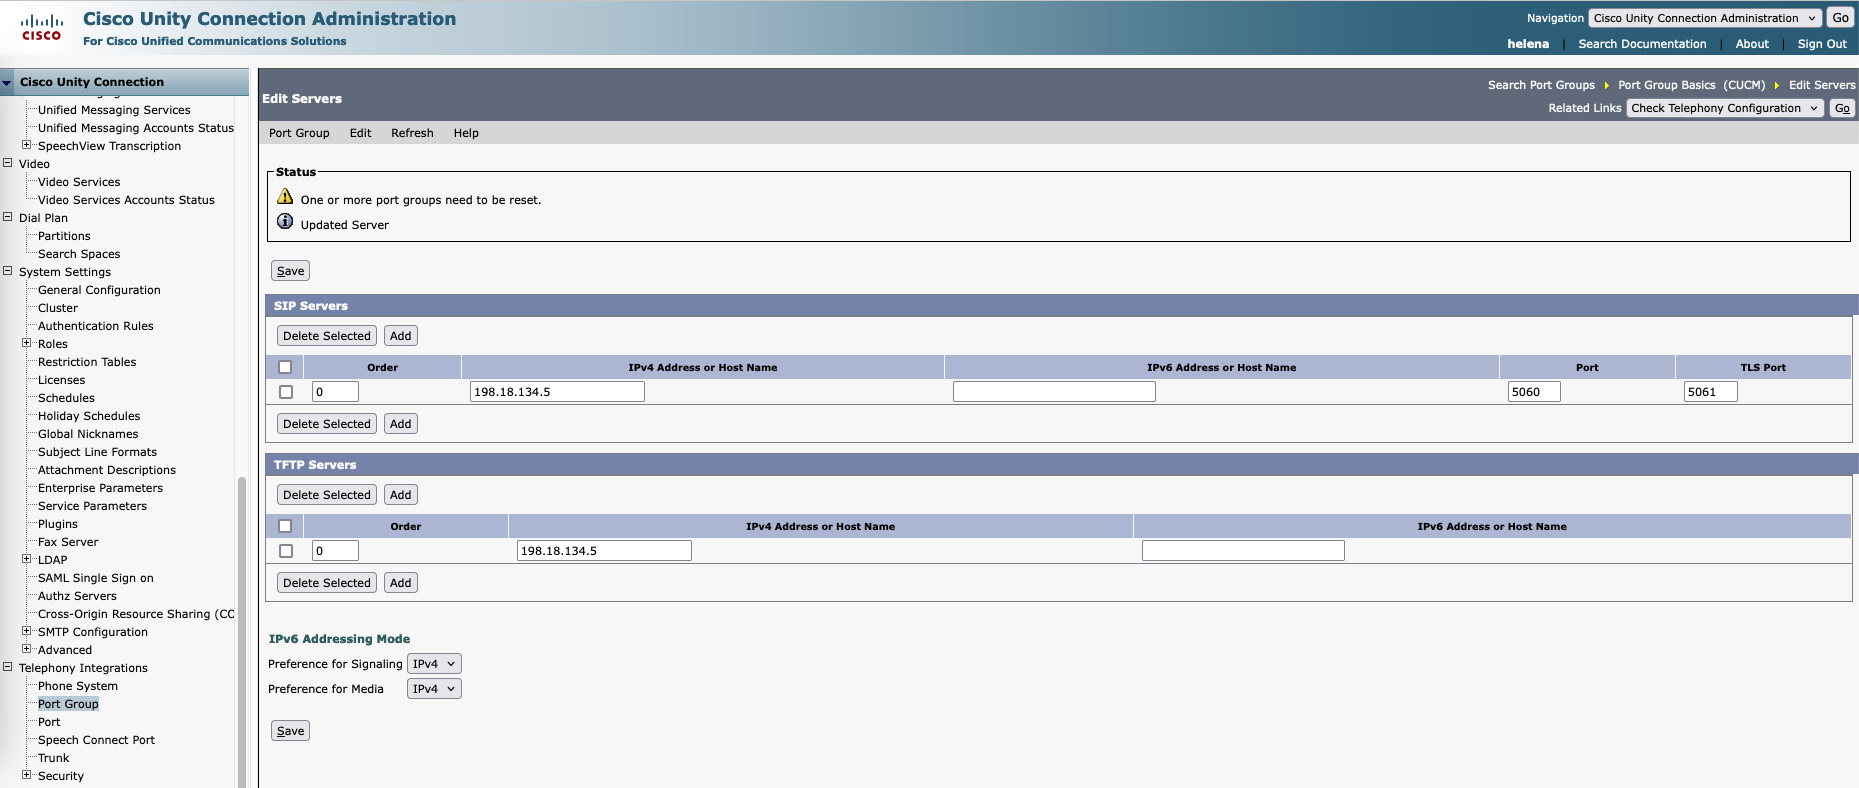 Cisco Unity Connection Administration
For Cisco Unified Communications Solutions
CISCO
Navigation Cisco Unity Connection Administration Go
helena | Search Documentation | About | Sign Out
Cisco Unity Connection
Unified Messaging Services
Unified Messaging Accounts Status
SpeechView Transcription
Video
Video Services
Video Services Accounts Status
Dial Plan
Partitions
Search Spaces
System Settings
General Configuration
Cluster
Authentication Rules
Roles
Restriction Tables
Licenses
Schedules
Holiday Schedules
Global Nicknames
Subject Line Formats
Attachment Descriptions
Enterprise Parameters
Service Parameters
Plugins
Fax Server
LDAP
SAML Single Sign on
Authz Servers
Cross-Origin Resource Sharing (CO
SMTP Configuration
Advanced
Telephony Integrations
Phone System
Port Group
Port
Speech Connect Port
Trunk
Security
Edit Servers
Search Port Groups Port Group Basics (CUCM) Edit Servers
Related Links Check Telephony Configuration Go
Port Group Edit Refresh Help
Status
One or more port groups need to be reset.
Updated Server
Save
SIP Servers
Delete Selected Add
Order IPv4 Address or Host Name IPv6 Address or Host Name Port TLS Port
0 198.18.134.5 5060 5061
Delete Selected Add
TFTP Servers
Delete Selected Add
Order IPv4 Address or Host Name IPv6 Address or Host Name
0 198.18.134.5
Delete Selected Add
IPv6 Addressing Mode
Preference for Signaling IPv4
Preference for Media IPv4
Save